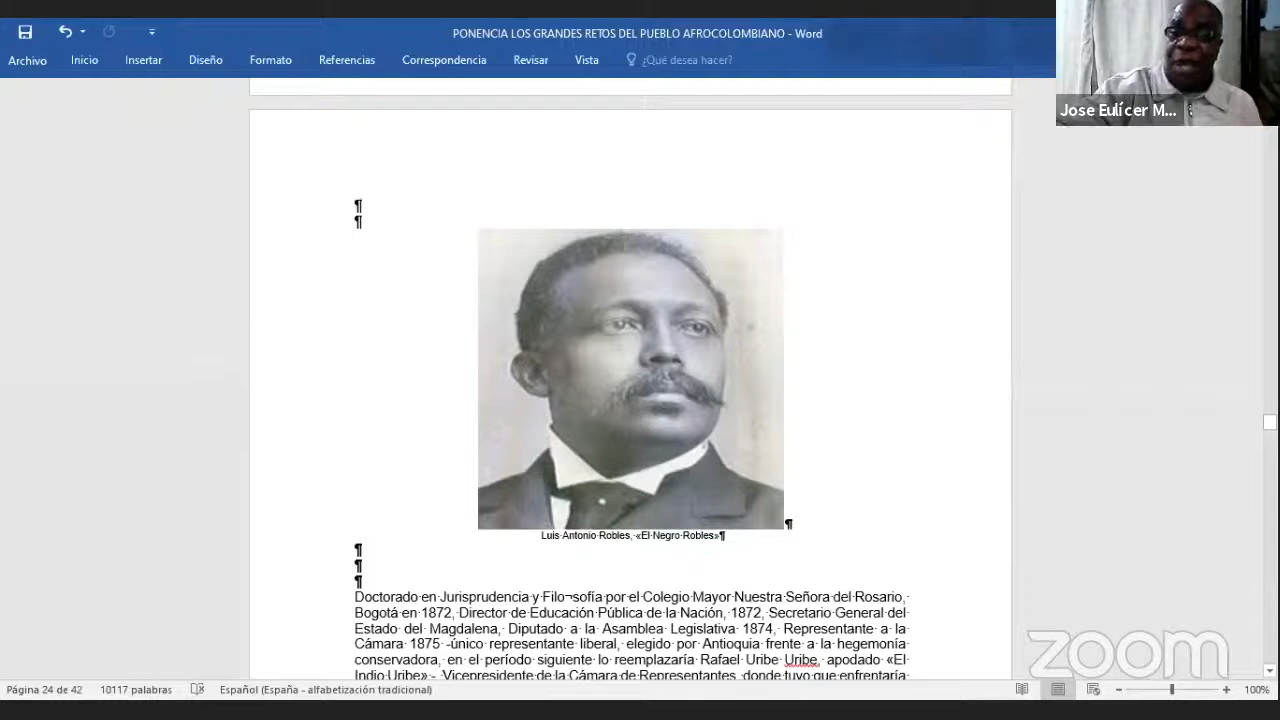 PONENCIA LOS GRANDES RETOS DEL PUEBLO AFROCOLOMBIANO - Word
Archivo Inicio Insertar Diseño Formato Referencias Correspondencia Revisar Vista ¿Qué desea hacer?
Jose Eulícer M...
¶
¶
¶
Luis Antonio Robles, «El Negro Robles»¶
¶
¶
¶
Doctorado en Jurisprudencia y Filo¬sofía por el Colegio Mayor Nuestra Señora del Rosario,
Bogotá en 1872, Director de Educación Pública de la Nación, 1872, Secretario General del
Estado del Magdalena, Diputado a la Asamblea Legislativa 1874, Representante a la
Cámara 1875 -único representante liberal, elegido por Antioquia frente a la hegemonía
conservadora, en el período siguiente lo reemplazaría Rafael Uribe Uribe, apodado «El
Indio Uribe»-, Vicepresidente de la Cámara de Representantes, donde tuvo que enfrentaría
zoom
Página 24 de 42 10117 palabras Español (España - alfabetización tradicional) 100%